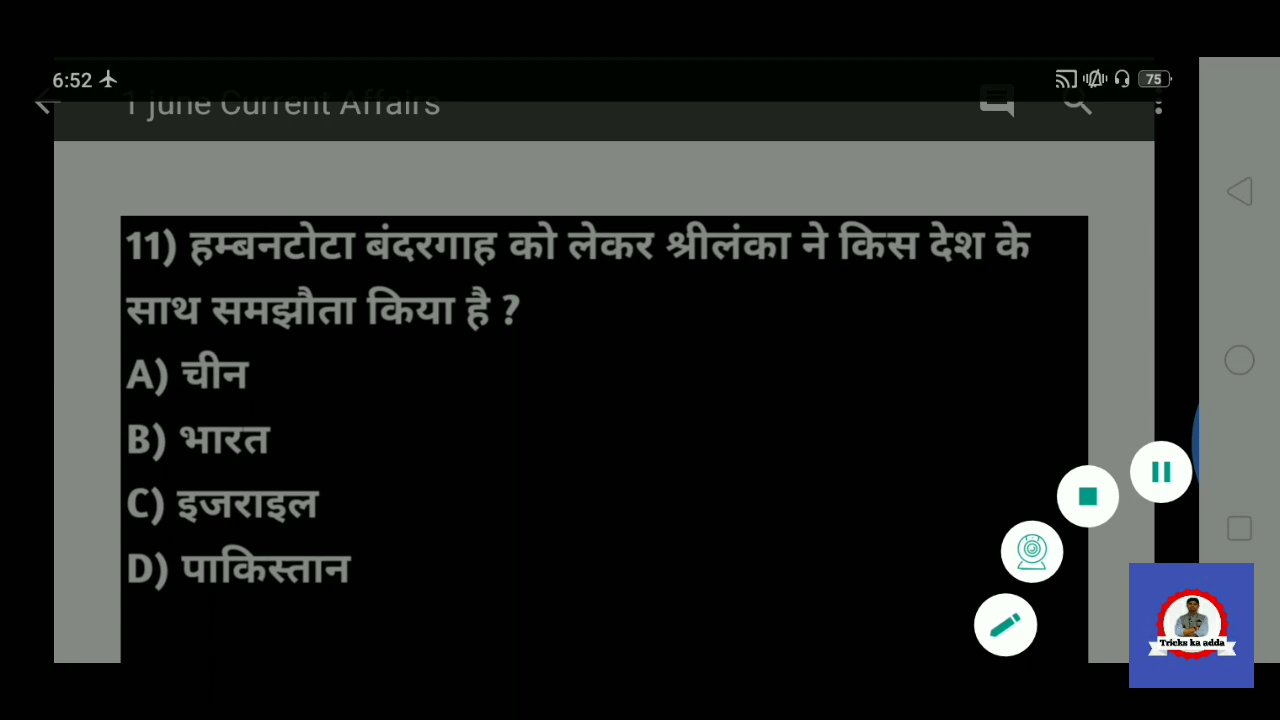 6:52
75
1 june Current Affairs
11) हम्बनटोटा बंदरगाह को लेकर श्रीलंका ने किस देश के
साथ समझौता किया है ?
A) चीन
B) भारत
C) इजराइल
D) पाकिस्तान
Tricks ka adda